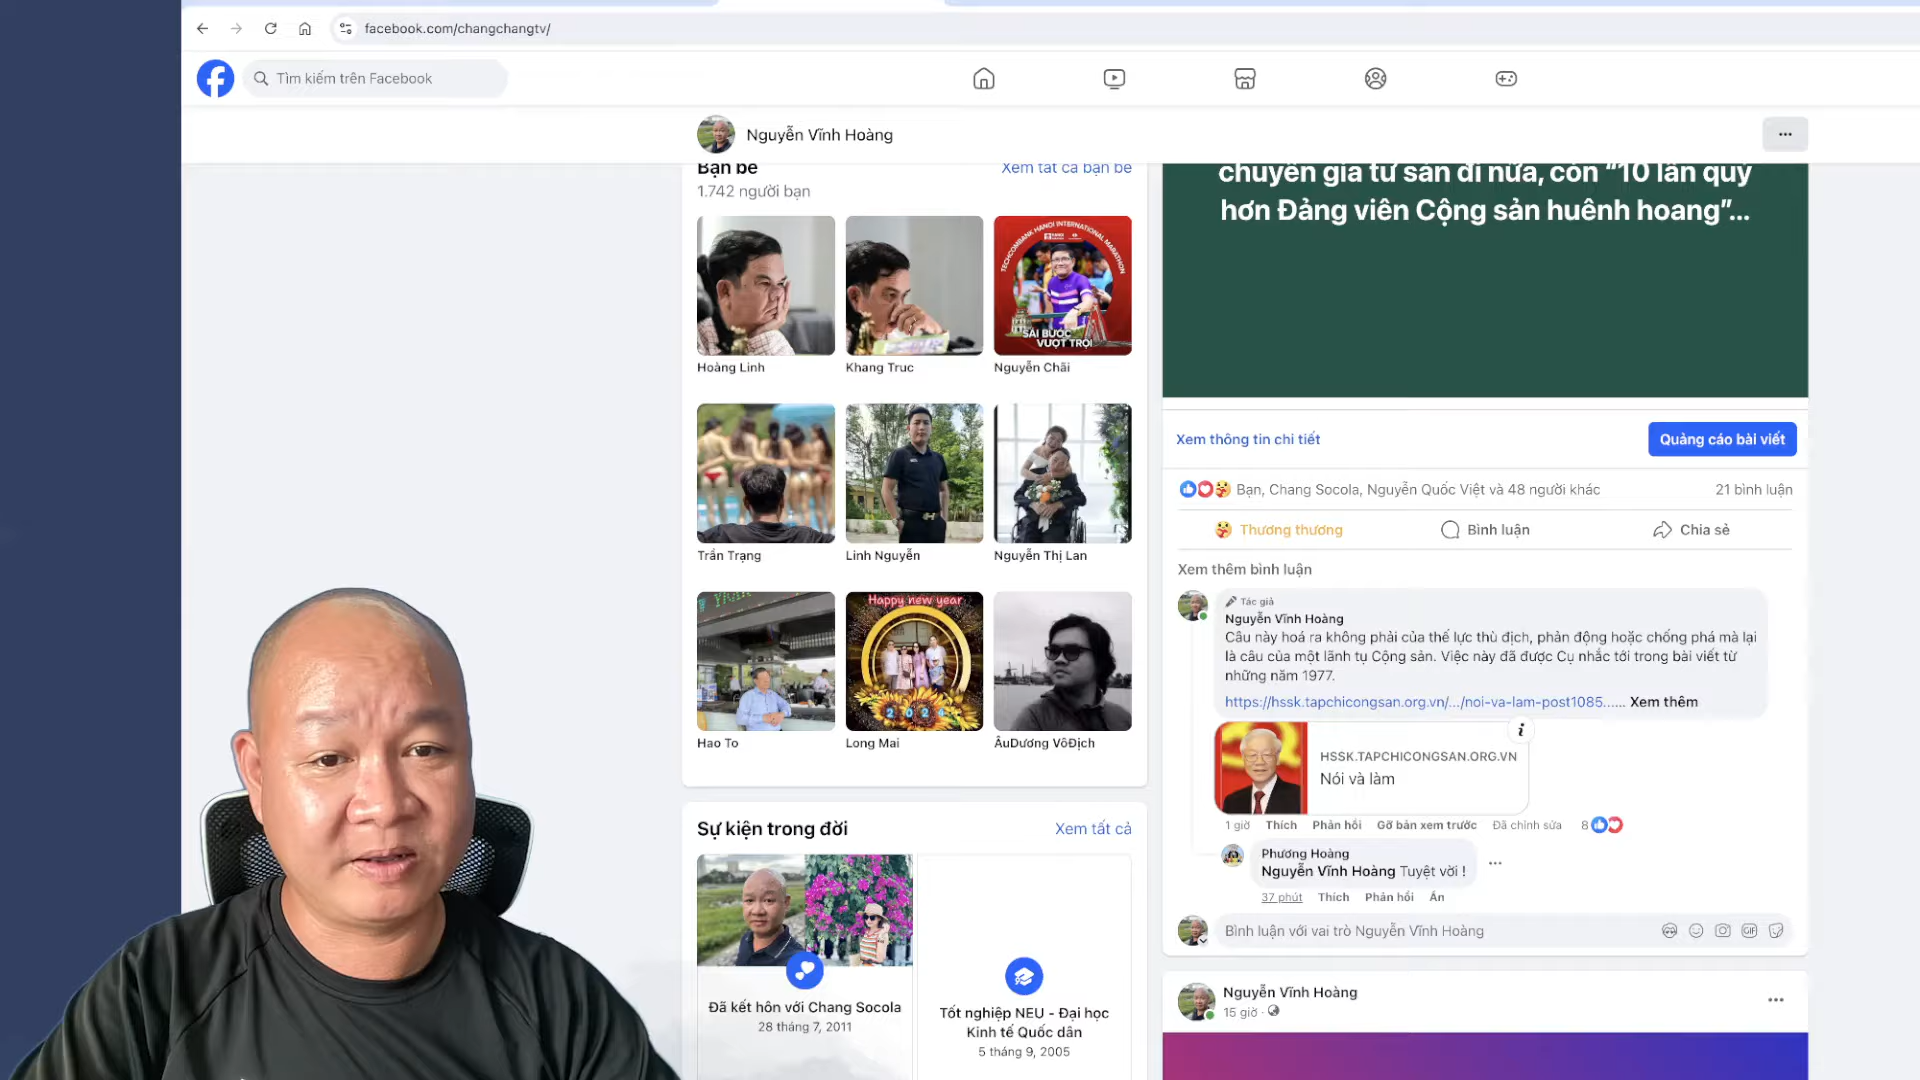 facebook.com/changchangtv/
Tìm kiếm trên Facebook
Nguyễn Vĩnh Hoàng
Bạn bè
Xem tất cả bạn bè
1.742 người bạn
TECHCOMBANK HANOI INTERNATIONAL MARATHON
SẢI BƯỚC
VƯỢT TRỘI
Hoàng Linh
Khang Truc
Nguyễn Chãi
Trần Trạng
Linh Nguyễn
Nguyễn Thị Lan
Happy new year
2024
Hao To
Long Mai
ÂuDương VôĐịch
Sự kiện trong đời
Xem tất cả
Đã kết hôn với Chang Socola
28 tháng 7, 2011
Tốt nghiệp NEU - Đại học
Kinh tế Quốc dân
5 tháng 9, 2005
chuyên gia tư sản đi nữa, còn “10 lần quý
hơn Đảng viên Cộng sản huênh hoang”...
Xem thông tin chi tiết
Quảng cáo bài viết
Bạn, Chang Socola, Nguyễn Quốc Việt và 48 người khác
21 bình luận
Thương thương
Bình luận
Chia sẻ
Xem thêm bình luận
Tác giả
Nguyễn Vĩnh Hoàng
Câu này hoá ra không phải của thế lực thù địch, phản động hoặc chống phá mà lại
là câu của một lãnh tụ Cộng sản. Việc này đã được Cụ nhắc tới trong bài viết từ
những năm 1977.
https://hssk.tapchicongsan.org.vn/.../noi-va-lam-post1085...... Xem thêm
HSSK.TAPCHICONGSAN.ORG.VN
Nói và làm
1 giờ Thích Phản hồi Gỡ bản xem trước Đã chỉnh sửa 8
Phương Hoàng
Nguyễn Vĩnh Hoàng Tuyệt vời !
37 phút Thích Phản hồi Ẩn
Bình luận với vai trò Nguyễn Vĩnh Hoàng
GIF
Nguyễn Vĩnh Hoàng
15 giờ